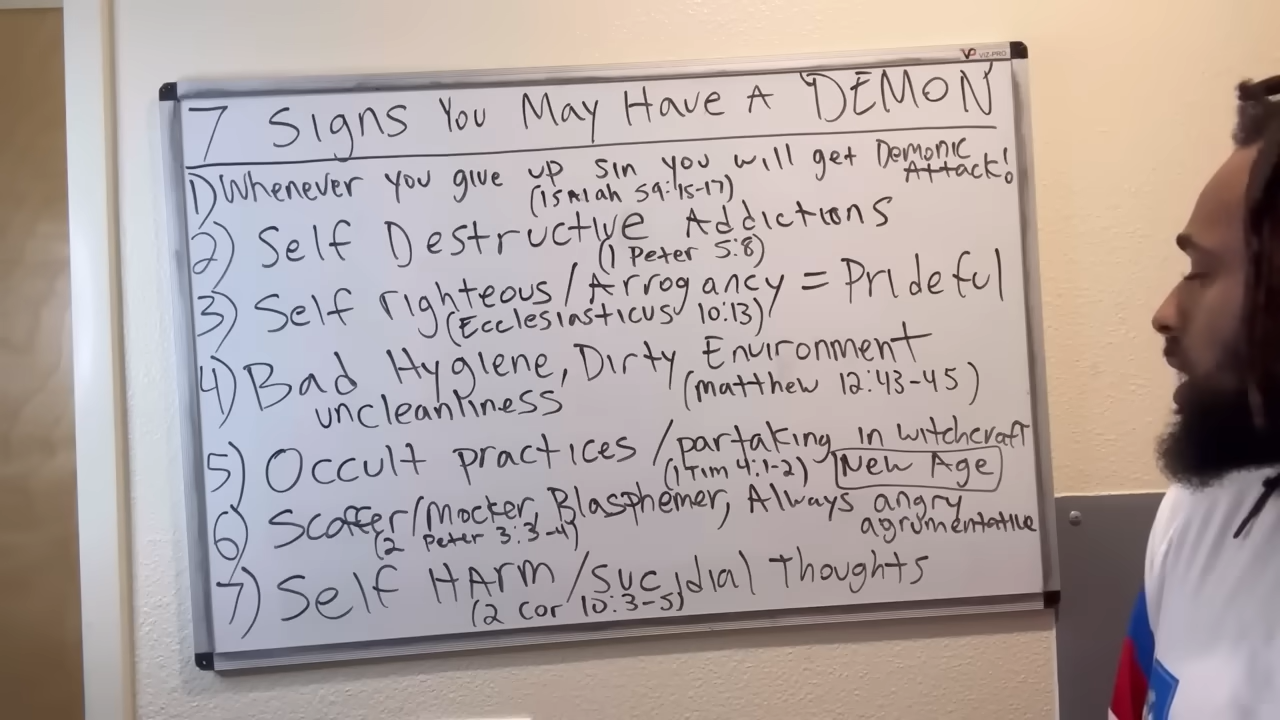 VP VIZ-PRO
7 Signs You May Have A DEMON
1) Whenever you give up sin you will get Demonic
Attack!
(Isaiah 59:15-17)
2) Self Destructive Addictions
(1 Peter 5:8)
3) Self righteous/Arrogancy = Prideful
(Ecclesiasticus 10:13)
4) Bad Hygiene, Dirty Environment
uncleanliness (matthew 12:43-45)
5) Occult practices /partaking in witchcraft
(1 Tim 4:1-2) New Age
6) Scoffer/Mocker, Blasphemer, Always angry
(2 Peter 3:3-4) agrumentative
7) Self HArm/sucidial thoughts
(2 Cor 10:3-5)